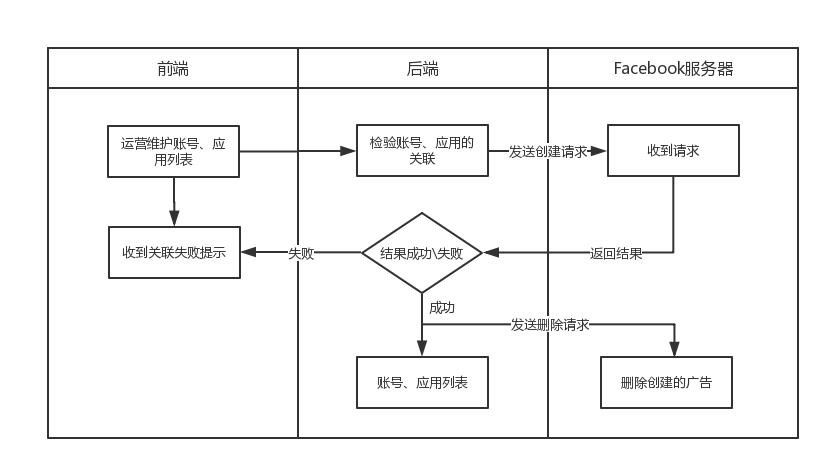 前端
后端
Facebook服务器
运营维护账号、应
用列表
检验账号、应用的
关联
发送创建请求
收到请求
收到关联失败提示
失败
结果成功\失败
返回结果
成功
发送删除请求
账号、应用列表
删除创建的广告